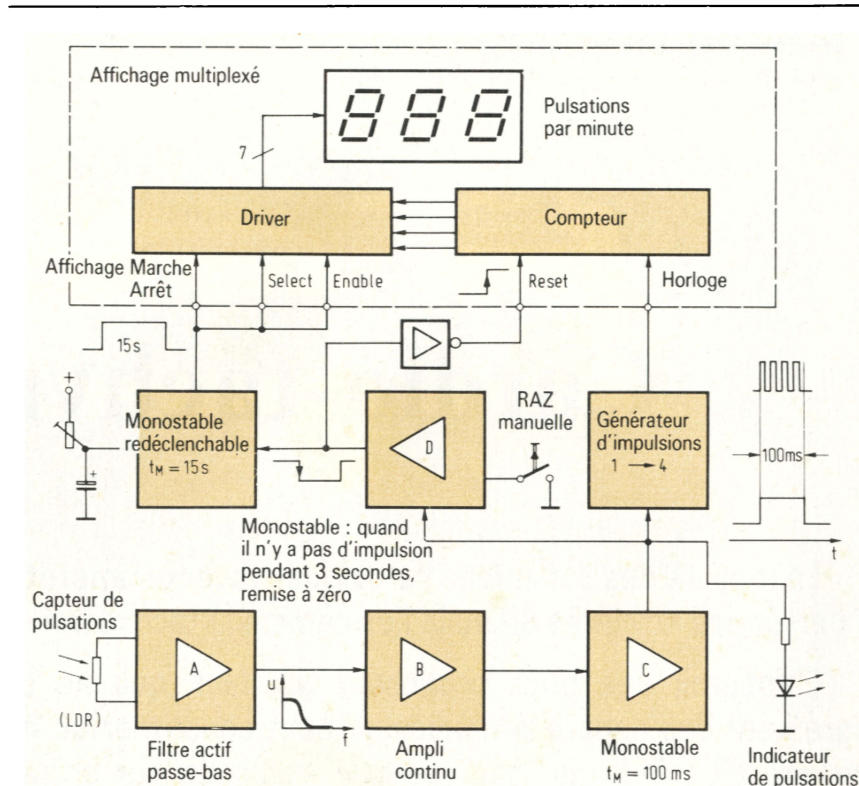 Affichage multiplexé
888
Pulsations
par minute
7
Driver
Compteur
Affichage Marche
Arrêt
Select
Enable
Reset
Horloge
15s
+
Monostable
redéclenchable
tM = 15s
+
D
RAZ
manuelle
Générateur
d'impulsions
1 → 4
100ms
t
Monostable : quand
il n'y a pas d'impulsion
pendant 3 secondes,
remise à zéro
Capteur de
pulsations
(LDR)
A
u
f
B
C
Filtre actif
passe-bas
Ampli
continu
Monostable
tM = 100 ms
Indicateur
de pulsations